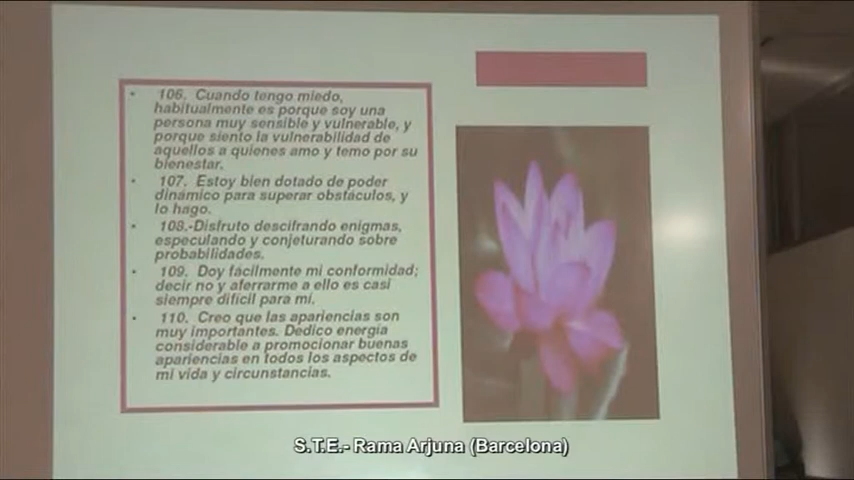 • 106. Cuando tengo miedo,
habitualmente es porque soy una
persona muy sensible y vulnerable, y
porque siento la vulnerabilidad de
aquellos a quienes amo y temo por su
bienestar.
• 107. Estoy bien dotado de poder
dinámico para superar obstáculos, y
lo hago.
• 108.-Disfruto descifrando enigmas,
especulando y conjeturando sobre
probabilidades.
• 109. Doy fácilmente mi conformidad;
decir no y aferrarme a ello es casi
siempre difícil para mí.
• 110. Creo que las apariencias son
muy importantes. Dedico energía
considerable a promocionar buenas
apariencias en todos los aspectos de
mi vida y circunstancias.
S.T.E.- Rama Arjuna (Barcelona)